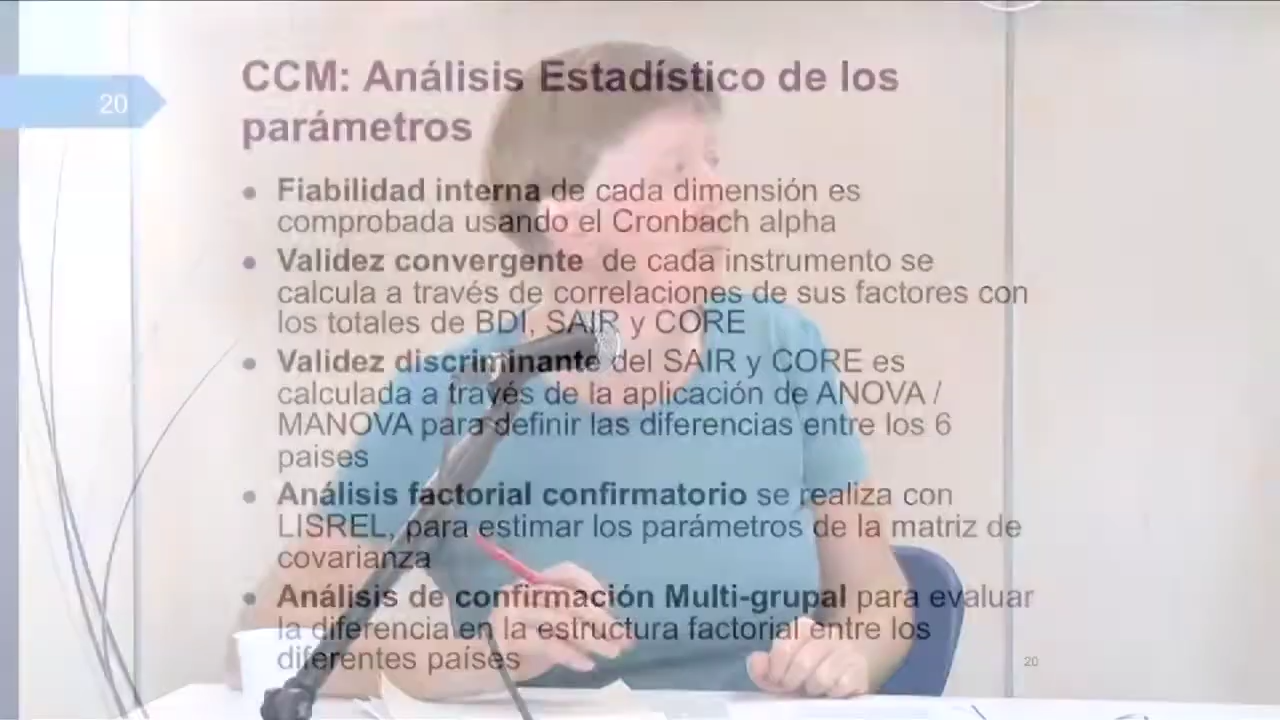 20
CCM: Análisis Estadístico de los
parámetros
● Fiabilidad interna de cada dimensión es
comprobada usando el Cronbach alpha
● Validez convergente de cada instrumento se
calcula a través de correlaciones de sus factores con
los totales de BDI, SAIR y CORE
● Validez discriminante del SAIR y CORE es
calculada a través de la aplicación de ANOVA /
MANOVA para definir las diferencias entre los 6
paises
● Análisis factorial confirmatorio se realiza con
LISREL, para estimar los parámetros de la matriz de
covarianza
● Análisis de confirmación Multi-grupal para evaluar
la diferencia en la estructura factorial entre los
diferentes países
20